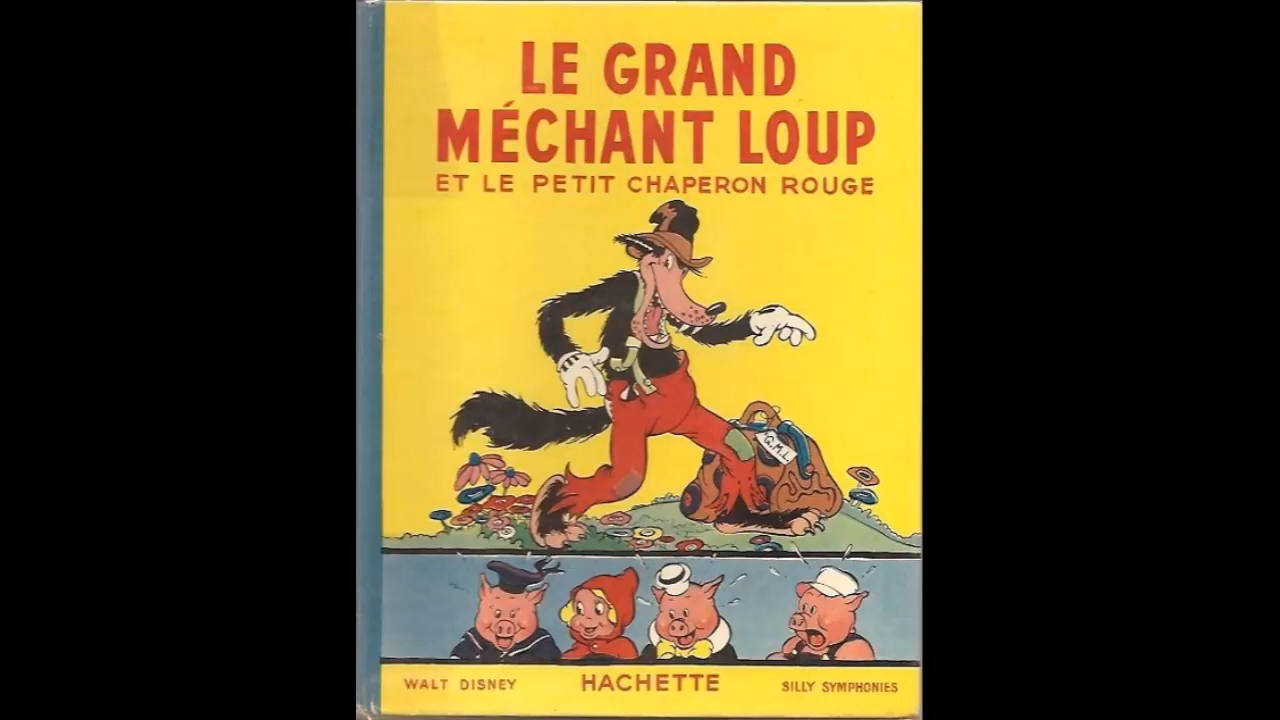 LE GRAND
MÉCHANT LOUP
ET LE PETIT CHAPERON ROUGE
G.M.L.
WALT DISNEY HACHETTE SILLY SYMPHONIES